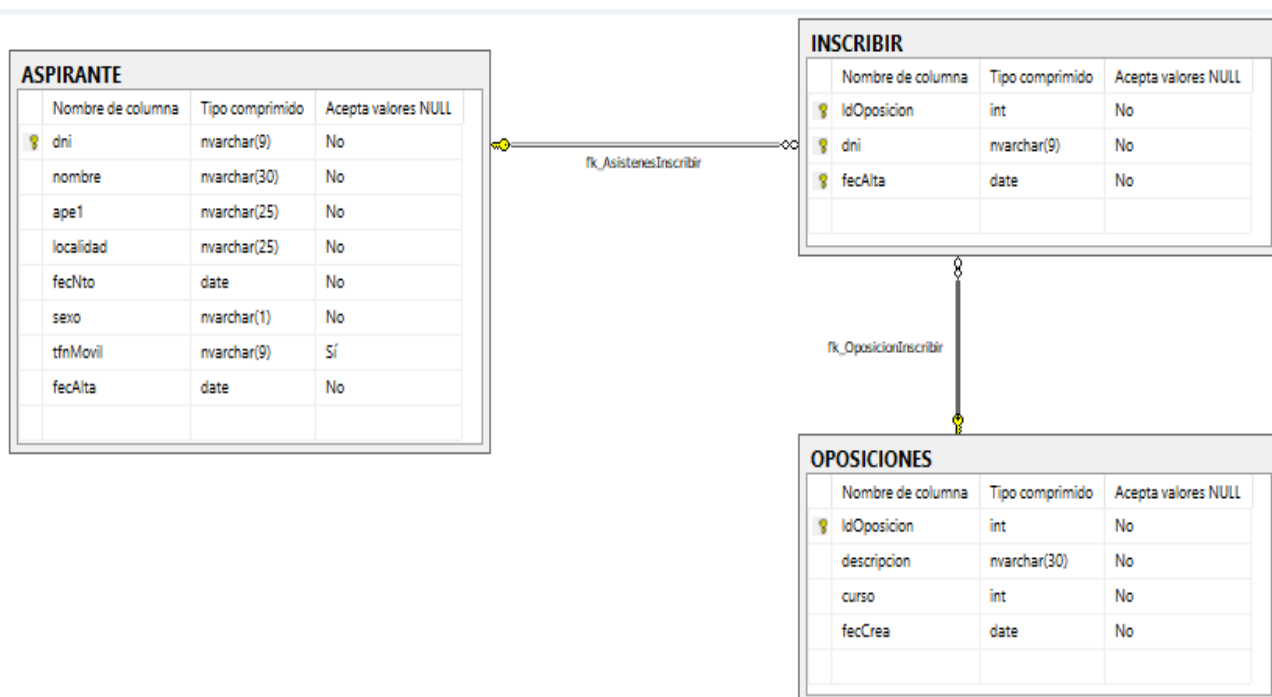 ASPIRANTE
Nombre de columna Tipo comprimido Acepta valores NULL
dni nvarchar(9) No
nombre nvarchar(30) No
ape1 nvarchar(25) No
localidad nvarchar(25) No
fecNto date No
sexo nvarchar(1) No
tfnMovil nvarchar(9) Sí
fecAlta date No
fk_AsistenesInscribir
INSCRIBIR
Nombre de columna Tipo comprimido Acepta valores NULL
IdOposicion int No
dni nvarchar(9) No
fecAlta date No
fk_OposicionInscribir
OPOSICIONES
Nombre de columna Tipo comprimido Acepta valores NULL
IdOposicion int No
descripcion nvarchar(30) No
curso int No
fecCrea date No